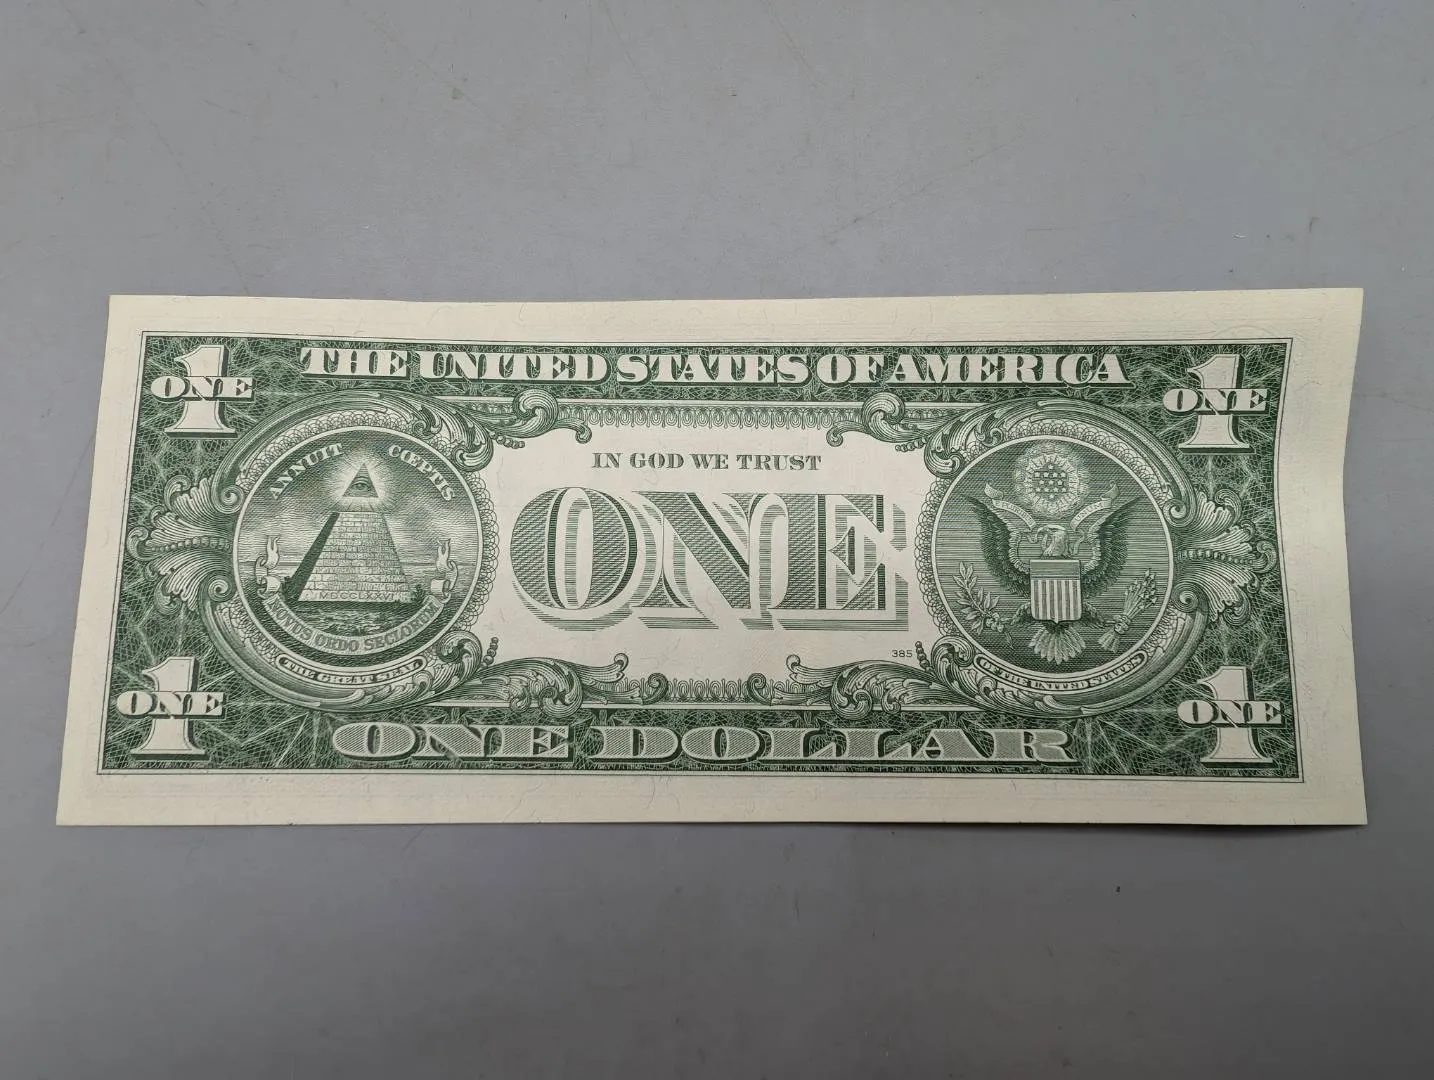 THE UNITED STATES OF AMERICA
1
ONE
1
ONE
ANNUIT CŒPTIS
IN GOD WE TRUST
ONE
MDCCLXXVI
NOVUS ORDO SECLORUM
THE GREAT SEAL
385
OF THE UNITED STATES
1
ONE
1
ONE
ONE DOLLAR